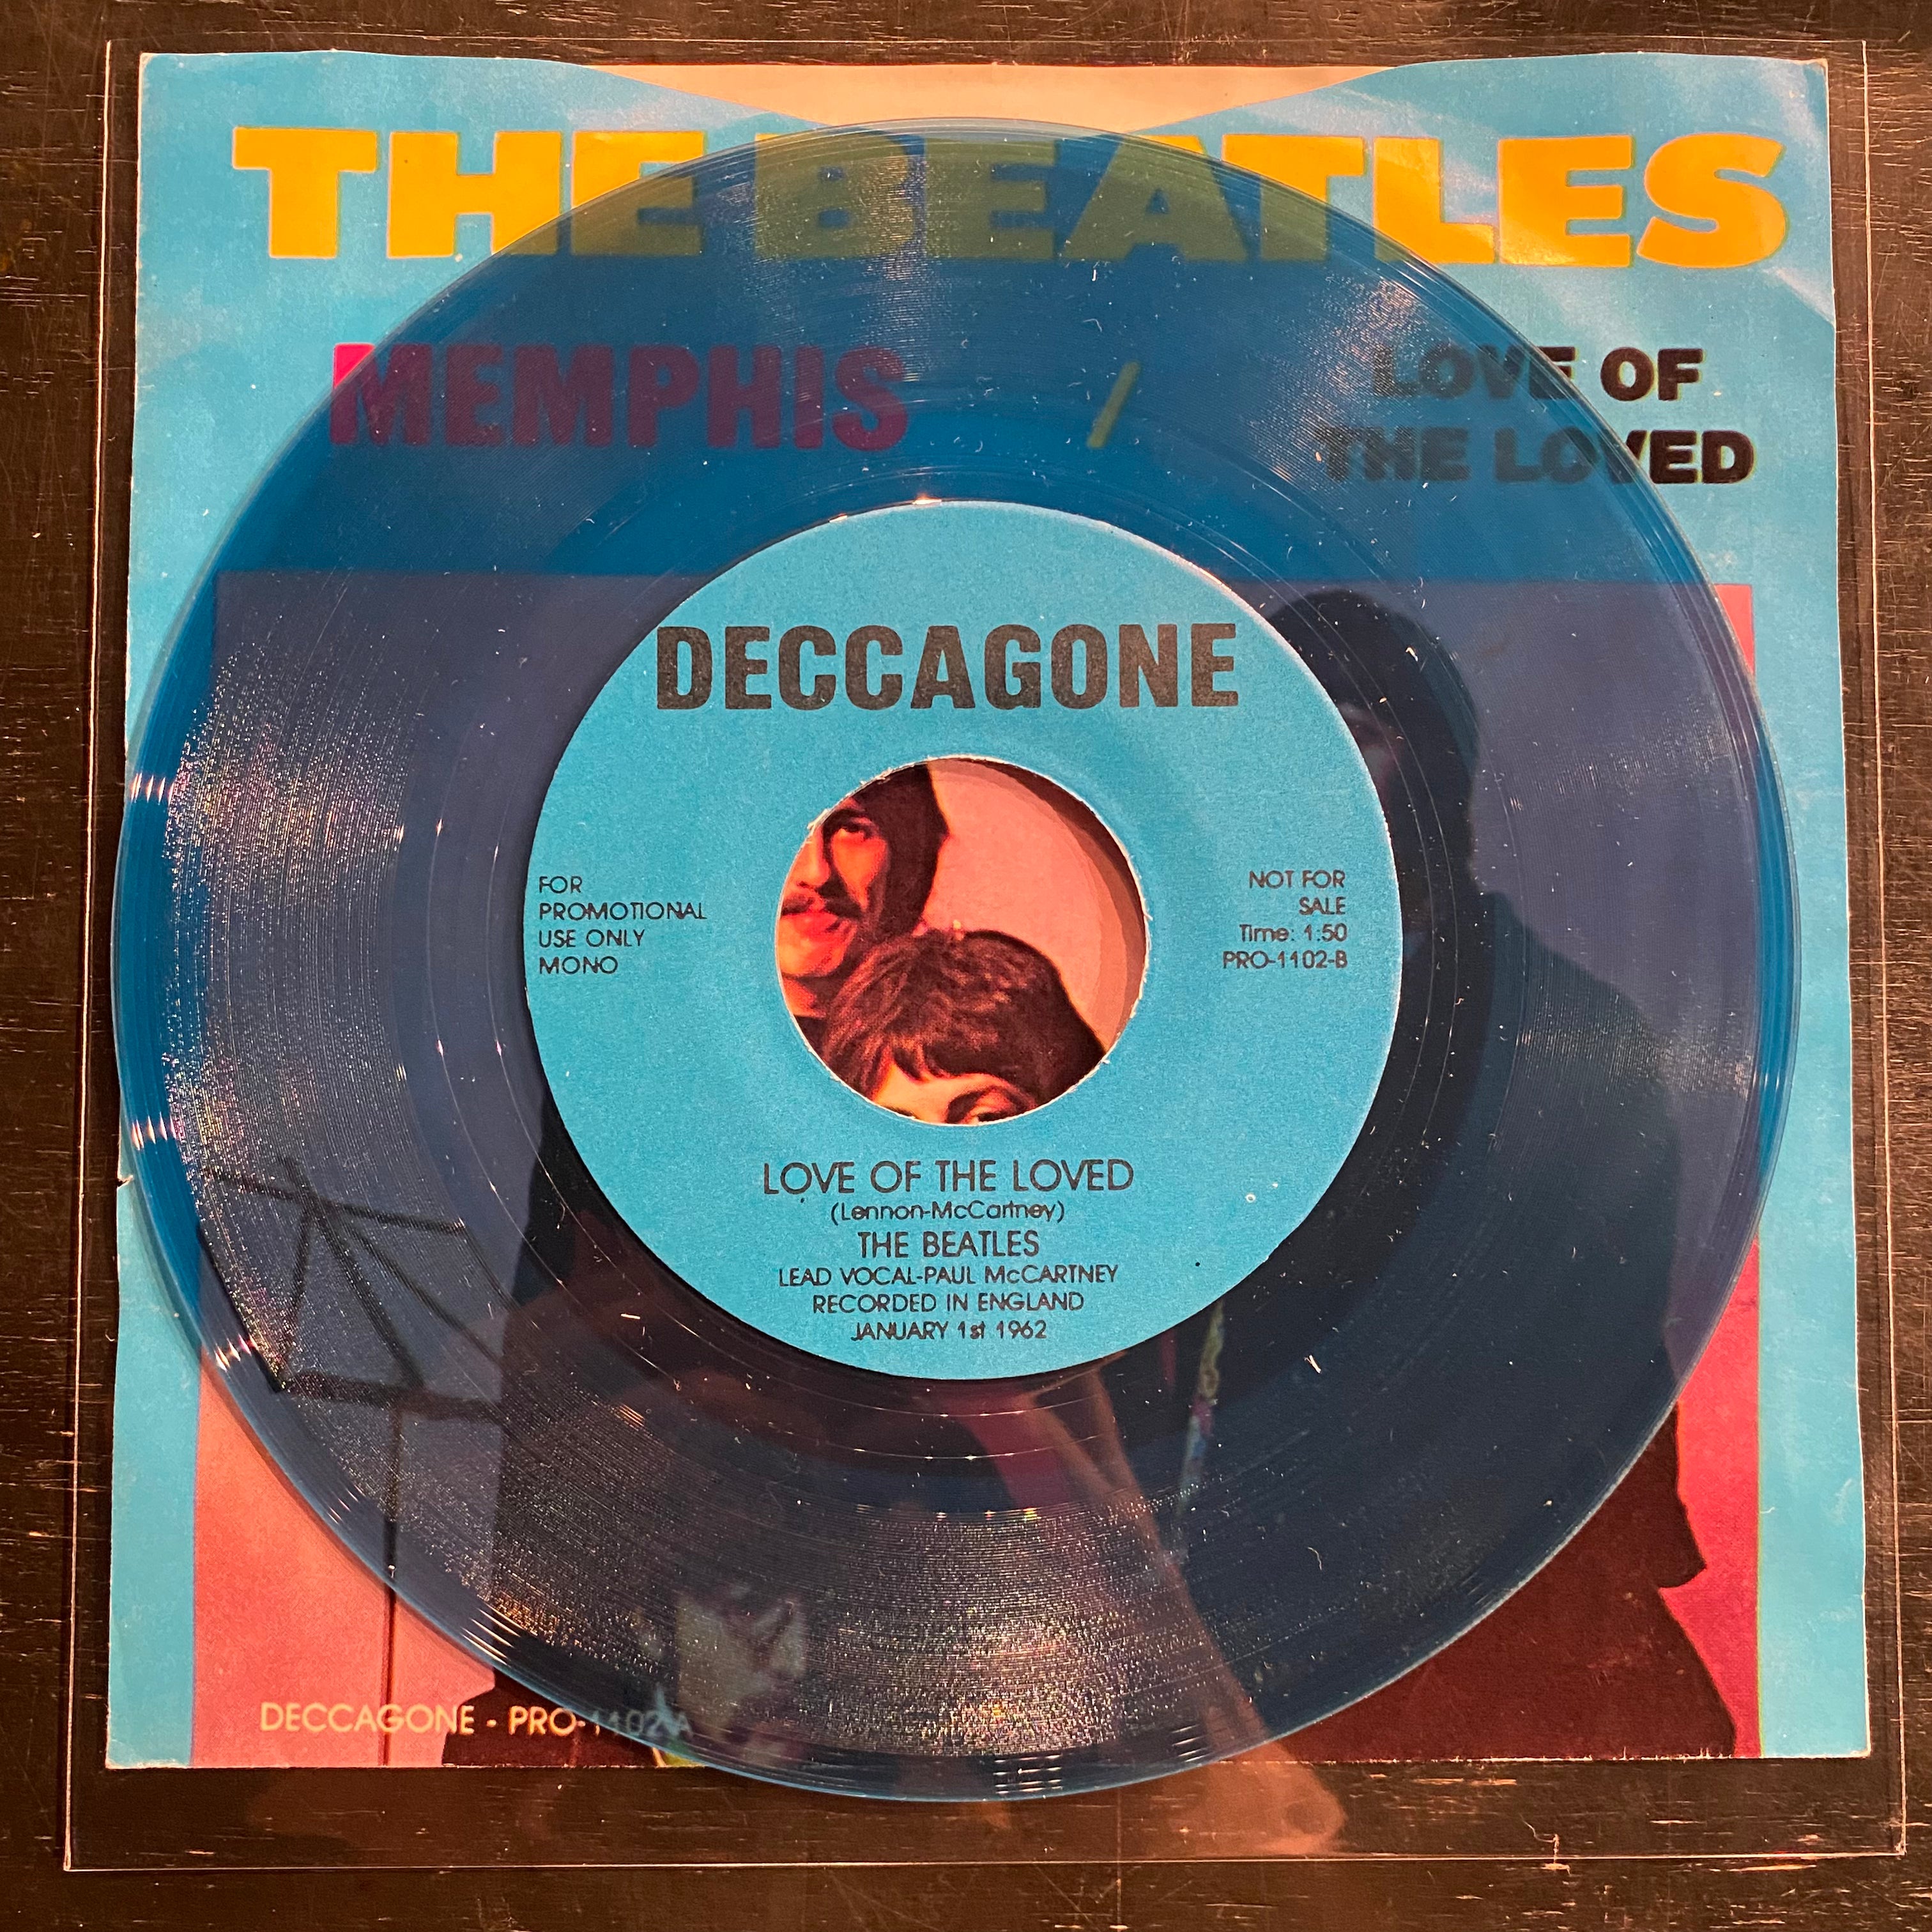 THE BEATLES
MEMPHIS / LOVE OF
THE LOVED
DECCAGONE
FOR
PROMOTIONAL
USE ONLY
MONO
NOT FOR
SALE
Time: 1:50
PRO-1102-B
LOVE OF THE LOVED
(Lennon-McCartney)
THE BEATLES
LEAD VOCAL-PAUL McCARTNEY
RECORDED IN ENGLAND
JANUARY 1st 1962
DECCAGONE - PRO-1102-A